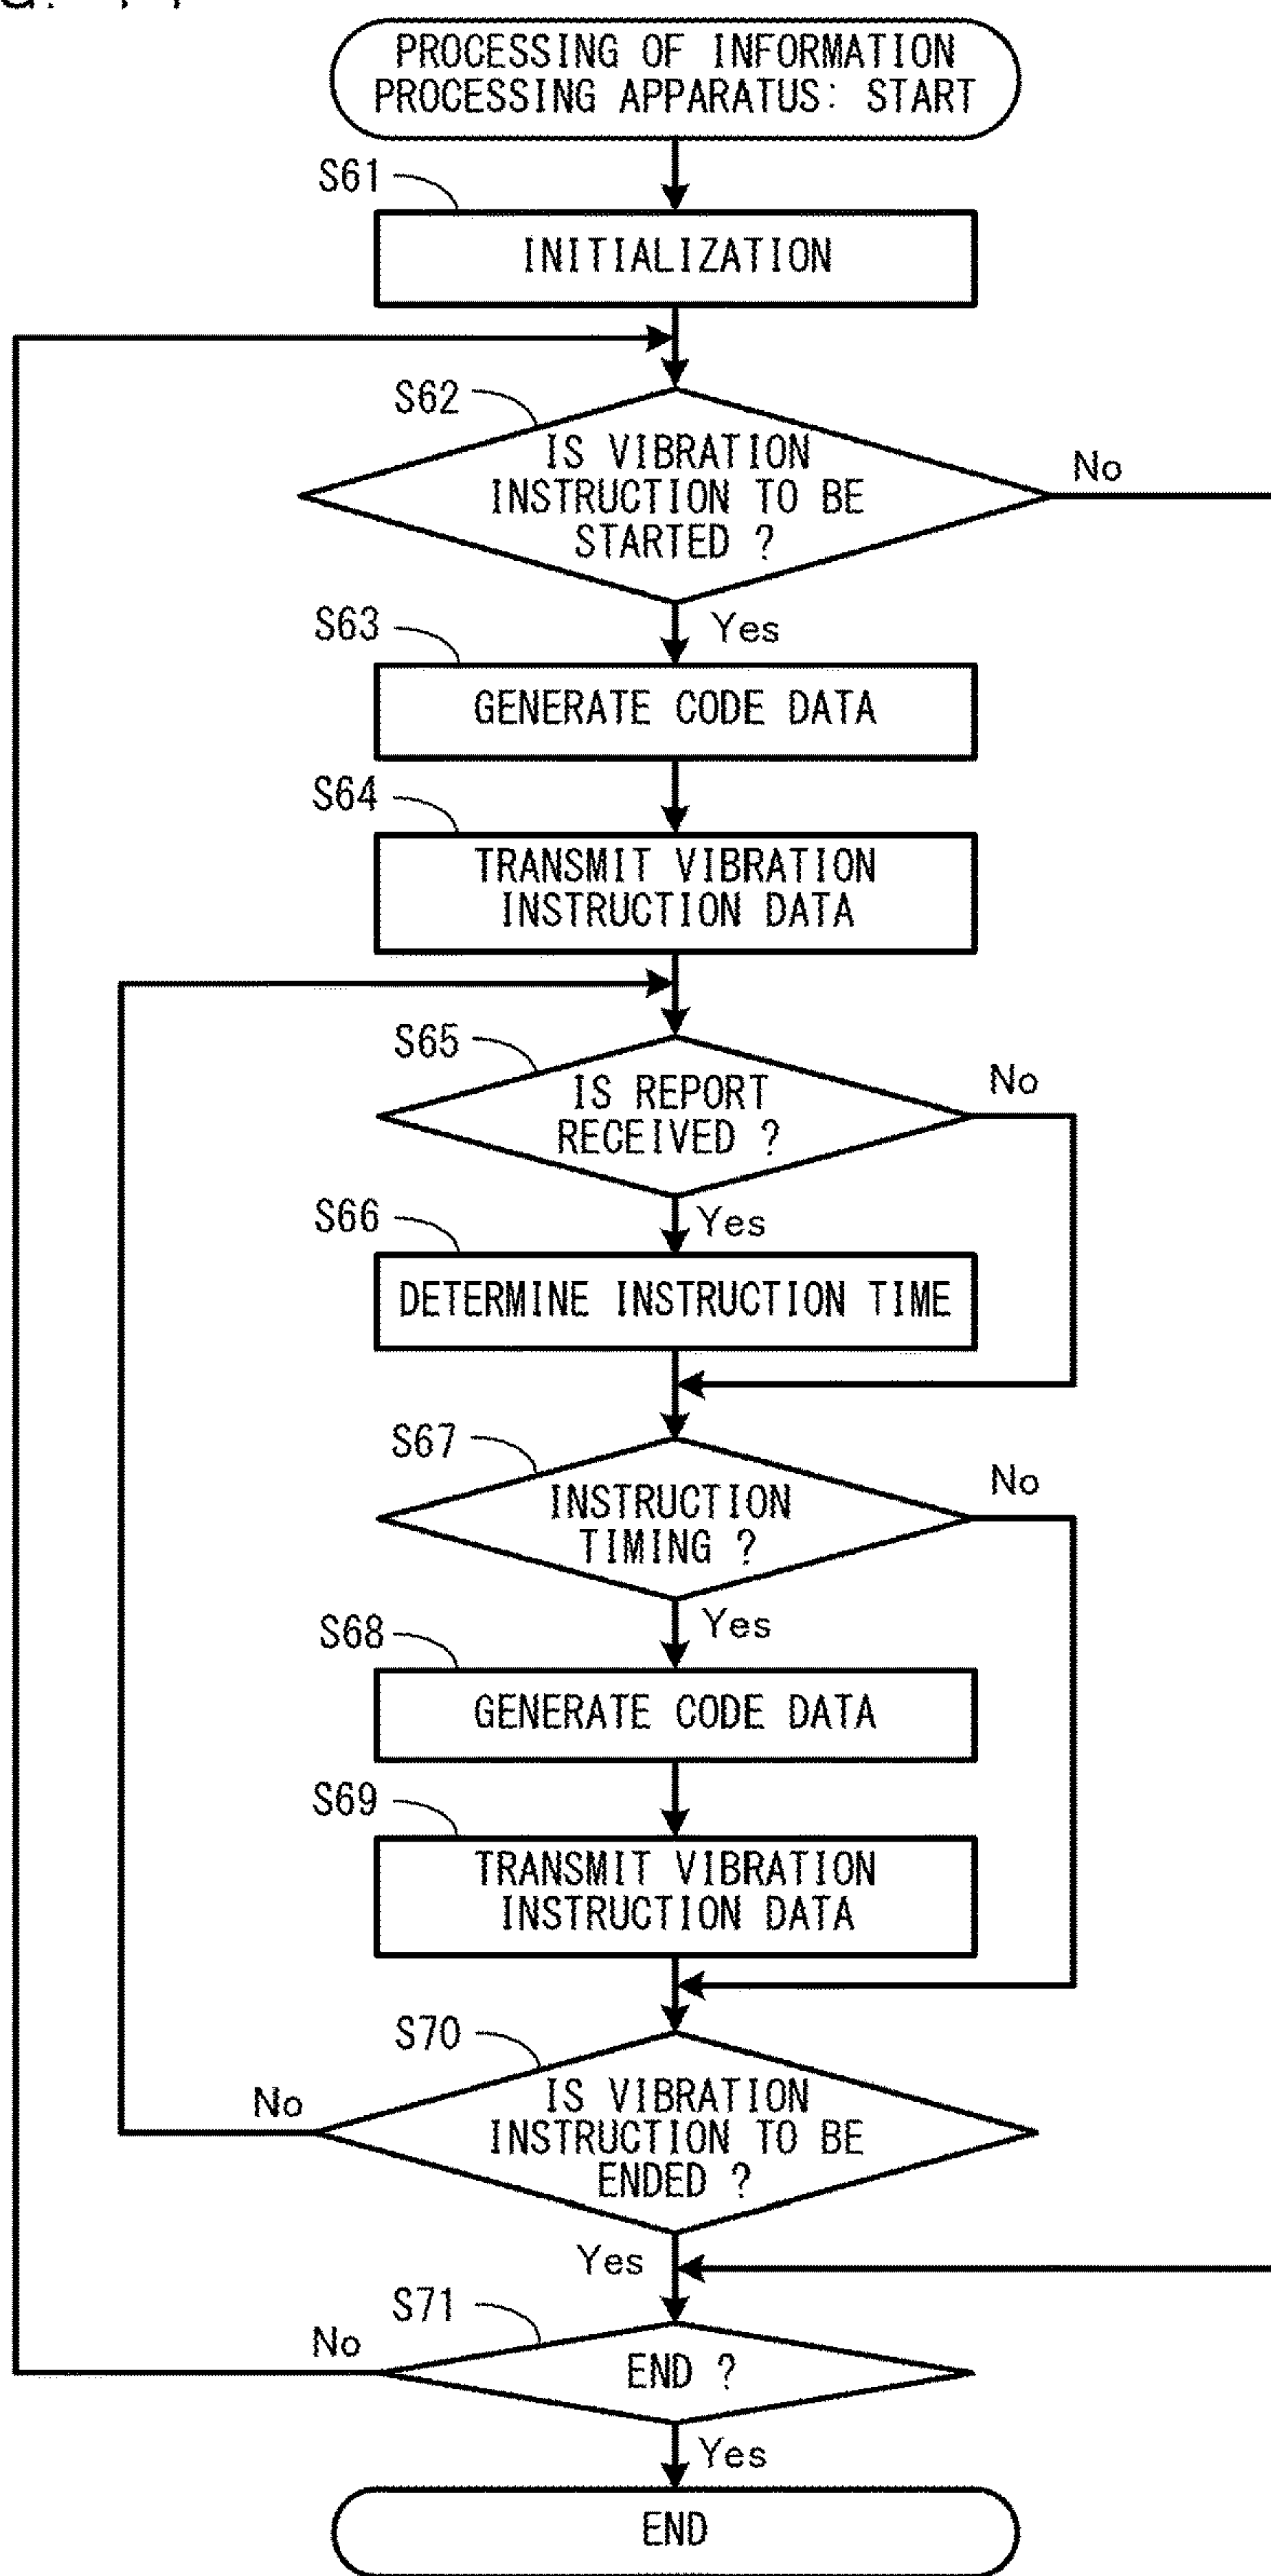 PROCESSING OF INFORMATION
PROCESSING APPARATUS: START
S61
INITIALIZATION
S62
IS VIBRATION
INSTRUCTION TO BE
STARTED ?
No
Yes
S63
GENERATE CODE DATA
S64
TRANSMIT VIBRATION
INSTRUCTION DATA
S65
IS REPORT
RECEIVED ?
No
Yes
S66
DETERMINE INSTRUCTION TIME
S67
INSTRUCTION
TIMING ?
No
Yes
S68
GENERATE CODE DATA
S69
TRANSMIT VIBRATION
INSTRUCTION DATA
S70
IS VIBRATION
INSTRUCTION TO BE
ENDED ?
No
Yes
S71
END ?
No
Yes
END